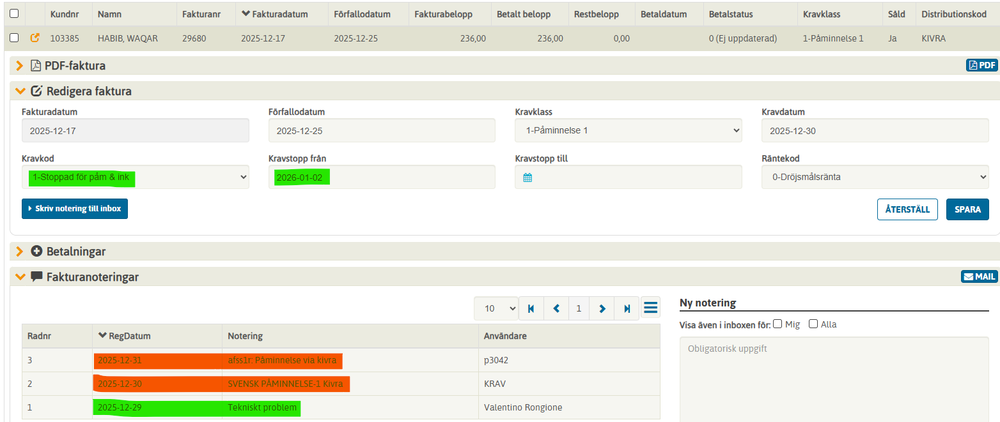 Kundnr Namn Fakturanr Fakturadatum Förfallodatum Fakturabelopp Betalt belopp Restbelopp Betaldatum Betalstatus Kravklass Såld Distributionskod
103385 HABIB, WAQAR 29680 2025-12-17 2025-12-25 236,00 236,00 0,00 0 (Ej uppdaterad) 1-Påminnelse 1 Ja KIVRA
PDF-faktura PDF
Redigera faktura
Fakturadatum Förfallodatum Kravklass Kravdatum
2025-12-17 2025-12-25 1-Påminnelse 1 2025-12-30
Kravkod Kravstopp från Kravstopp till Räntekod
1-Stoppad för påm & ink 2026-01-02 0-Dröjsmålsränta
Skriv notering till inbox ÅTERSTÄLL SPARA
Betalningar
Fakturanoteringar MAIL
10 1
Ny notering
Visa även i inboxen för: Mig Alla
Obligatorisk uppgift
Radnr RegDatum Notering Användare
3 2025-12-31 afss1r: Påminnelse via kivra p3042
2 2025-12-30 SVENSK PÅMINNELSE-1 Kivra KRAV
1 2025-12-29 Tekniskt problem Valentino Rongione